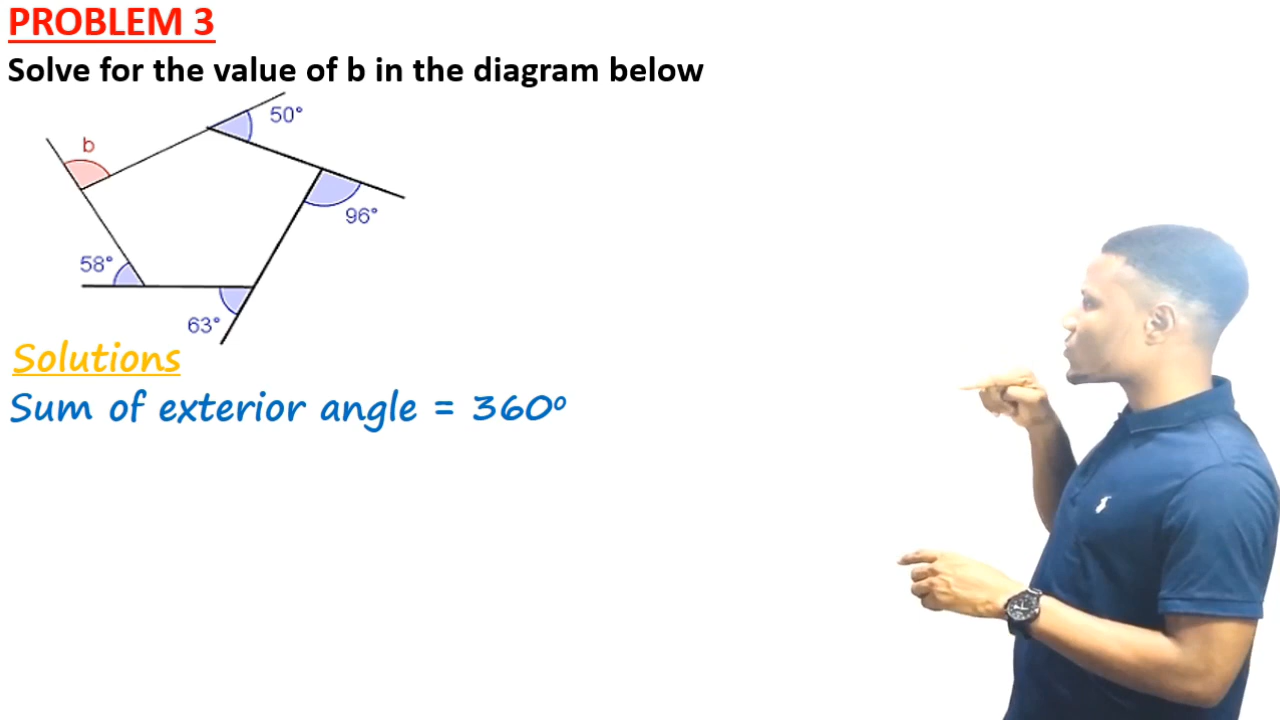 PROBLEM 3
Solve for the value of b in the diagram below
50°
b
96°
58°
63°
Solutions
Sum of exterior angle = 360º